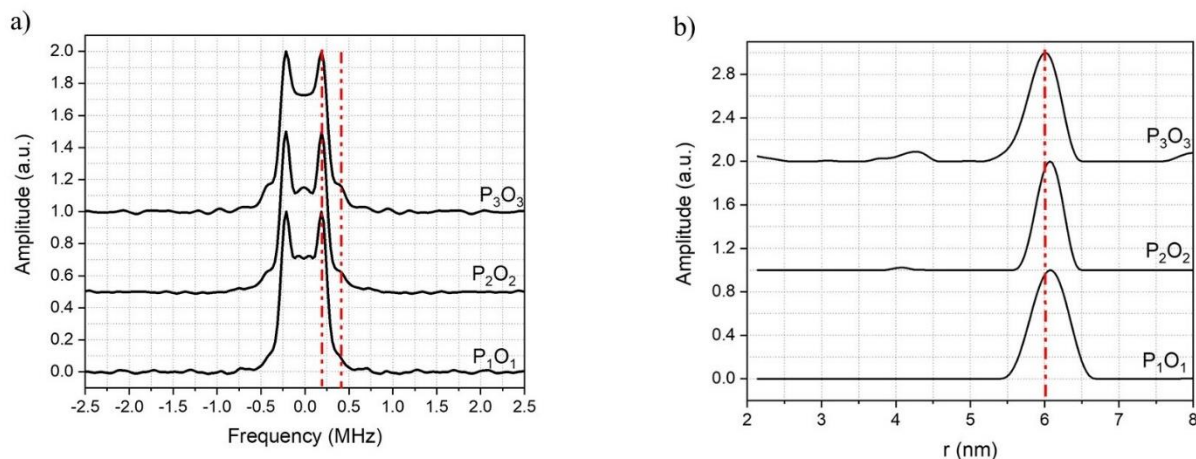 a)
2.0
1.8
1.6
1.4
1.2
1.0
0.8
0.6
0.4
0.2
0.0
Amplitude (a.u.)
P₃O₃
P₂O₂
P₁O₁
-2.5 -2.0 -1.5 -1.0 -0.5 0.0 0.5 1.0 1.5 2.0 2.5
Frequency (MHz)
b)
2.8
2.4
2.0
1.6
1.2
0.8
0.4
0.0
Amplitude (a.u.)
P₃O₃
P₂O₂
P₁O₁
2 3 4 5 6 7 8
r (nm)